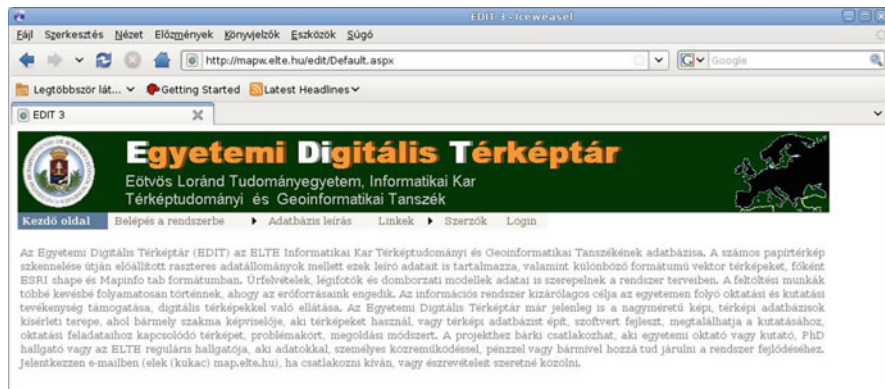 EDIT 3 - Iceweasel
Fájl Szerkesztés Nézet Előzmények Könyvjelzők Eszközök Súgó
http://mapw.elte.hu/edit/Default.aspx
Google
Legtöbbször lát... Getting Started Latest Headlines
EDIT 3
Egyetemi Digitális Térképtár
Eötvös Loránd Tudományegyetem, Informatikai Kar
Térképtudományi és Geoinformatikai Tanszék
Kezdő oldal Belépés a rendszerbe Adatbázis leírás Linkek Szerzők Login
Az Egyetemi Digitális Térképtár (EDIT) az ELTE Informatikai Kar Térképtudományi és Geoinformatikai Tanszékének adatbázisa. A számos papírtérkép
szkennelése útján előállított raszteres adatállományok mellett ezek leíró adatait is tartalmazza, valamint különböző formátumú vektor térképeket, főként
ESRI shape és Mapinfo tab formátumban. Űrfelvételek, légifotók és domborzati modellek adatai is szerepelnek a rendszer terveiben. A feltöltési munkák
többé kevésbé folyamatosan történnek, ahogy az erőforrásaink engedik. Az információs rendszer kizárólagos célja az egyetemen folyó oktatási és kutatási
tevékenység támogatása, digitális térképekkel való ellátása. Az Egyetemi Digitális Térképtár már jelenleg is a nagyméretű képi, térképi adatbázisok
kísérleti terepe, ahol bármely szakma képviselője, aki térképeket használ, vagy térképi adatbázist épít, szoftvert fejleszt, megtalálhatja a kutatásához,
oktatási feladataihoz kapcsolódó térképet, problémakört, megoldási módszert. A projekthez bárki csatlakozhat, aki egyetemi oktató vagy kutató, PhD
hallgató vagy az ELTE reguláris hallgatója, aki adatokkal, személyes közreműködéssel, pénzzel vagy bármivel hozzá tud járulni a rendszer fejlődéséhez.
Jelentkezzen e-mailben (elek (kukac) map.elte.hu), ha csatlakozni kíván, vagy észrevételeit szeretné közölni.